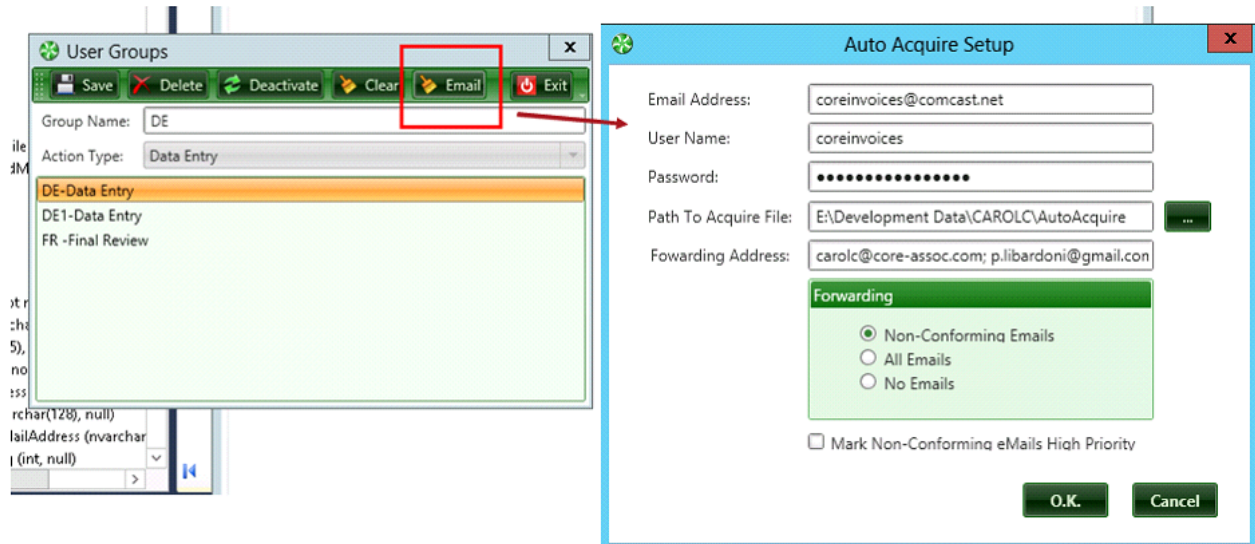 User Groups
x
Save Delete Deactivate Clear Email Exit
Group Name: DE
Action Type: Data Entry
DE-Data Entry
DE1-Data Entry
FR -Final Review
rchar(128), null)
ailAddress (nvarchar
(int, null)
Auto Acquire Setup
x
Email Address: coreinvoices@comcast.net
User Name: coreinvoices
Password: ••••••••••••••••
Path To Acquire File: E:\Development Data\CAROLC\AutoAcquire ...
Fowarding Address: carolc@core-assoc.com; p.libardoni@gmail.con
Forwarding
Non-Conforming Emails
All Emails
No Emails
Mark Non-Conforming eMails High Priority
O.K. Cancel